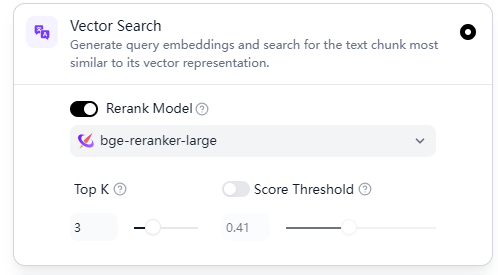 Vector Search
Generate query embeddings and search for the text chunk most
similar to its vector representation.
Rerank Model
bge-reranker-large
Top K
Score Threshold
3
0.41